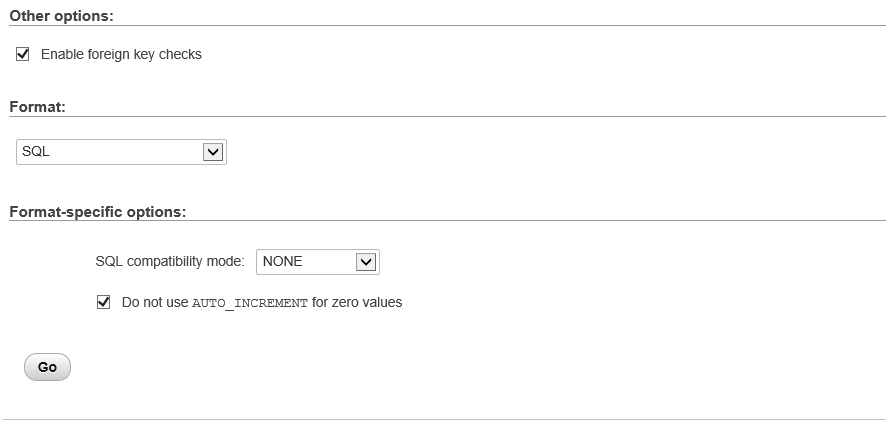 Other options:
Enable foreign key checks
Format:
SQL
Format-specific options:
SQL compatibility mode: NONE
Do not use AUTO_INCREMENT for zero values
Go